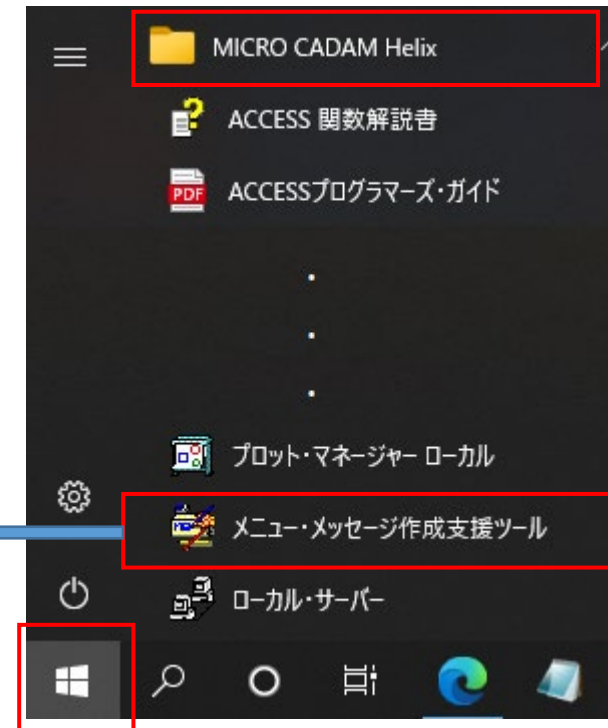 MICRO CADAM Helix
ACCESS 関数解説書
PDF
ACCESSプログラマーズ・ガイド
・
・
・
プロット・マネージャー ローカル
メニュー・メッセージ作成支援ツール
ローカル・サーバー